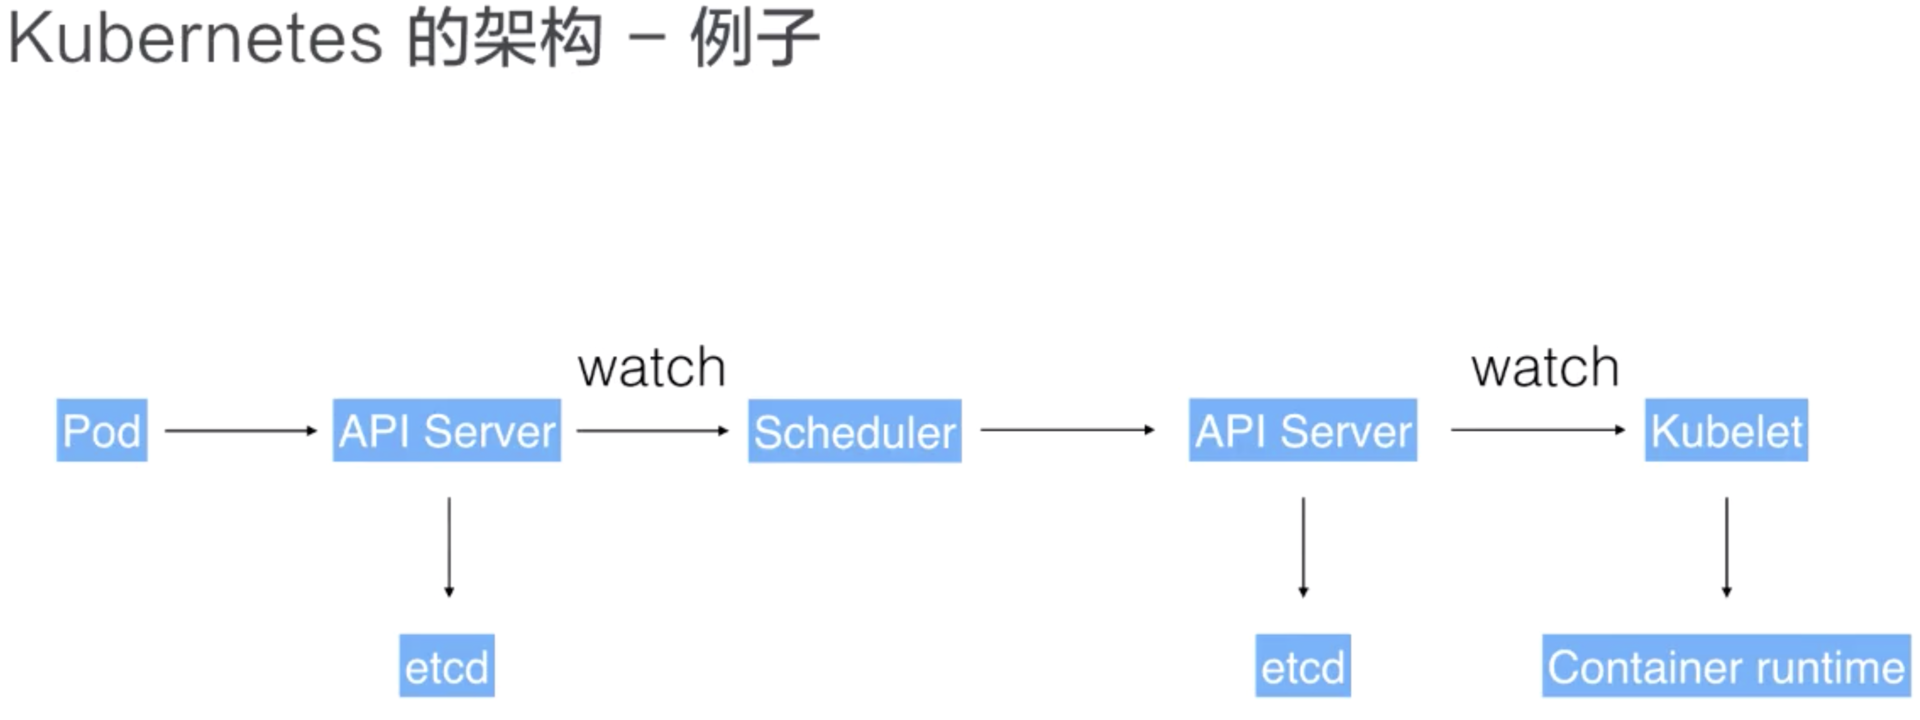 Kubernetes 的架构 – 例子
watch
watch
Pod
API Server
Scheduler
API Server
Kubelet
etcd
etcd
Container runtime